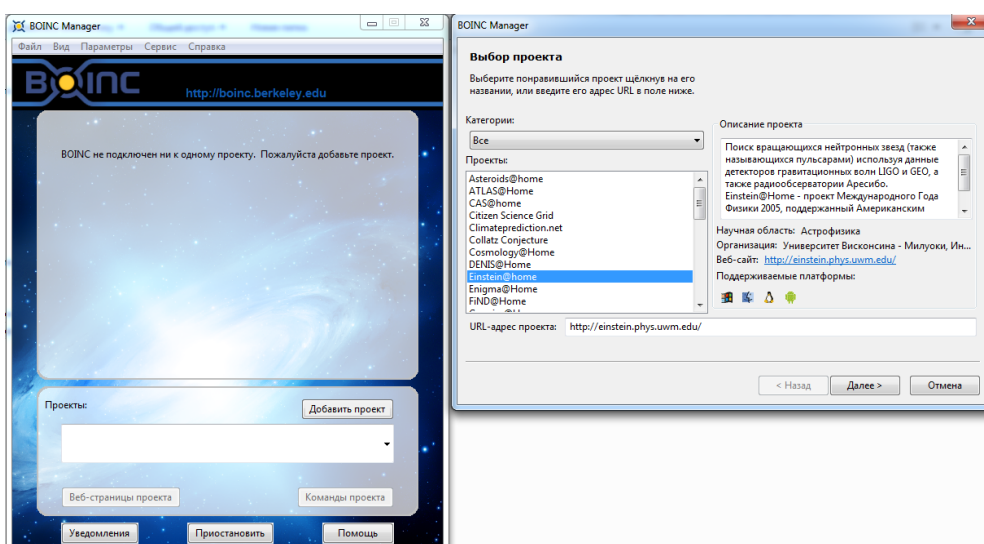 BOINC Manager
Файл Вид Параметры Сервис Справка
BOINC
http://boinc.berkeley.edu
BOINC не подключен ни к одному проекту. Пожалуйста добавьте проект.
Проекты:
Добавить проект
Веб-страницы проекта
Команды проекта
Уведомления
Приостановить
Помощь
BOINC Manager
Выбор проекта
Выберите понравившийся проект щёлкнув на его
названии, или введите его адрес URL в поле ниже.
Категории:
Все
Проекты:
Asteroids@home
ATLAS@Home
CAS@home
Citizen Science Grid
Climateprediction.net
Collatz Conjecture
Cosmology@Home
DENIS@Home
Einstein@home
Enigma@Home
FiND@Home
Описание проекта
Поиск вращающихся нейтронных звезд (также
называющихся пульсарами) используя данные
детекторов гравитационных волн LIGO и GEO, а
также радиообсерватории Аресибо.
Einstein@Home - проект Международного Года
Физики 2005, поддержанный Американским
Научная область: Астрофизика
Организация: Университет Висконсина - Милуоки, Ин...
Веб-сайт: http://einstein.phys.uwm.edu/
Поддерживаемые платформы:
URL-адрес проекта: http://einstein.phys.uwm.edu/
< Назад
Далее >
Отмена